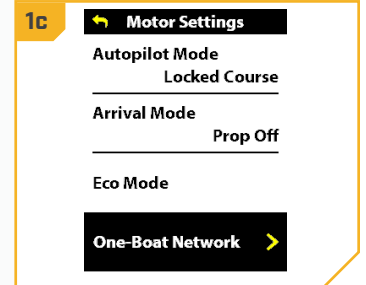 1c
Motor Settings
Autopilot Mode
Locked Course
Arrival Mode
Prop Off
Eco Mode
One-Boat Network